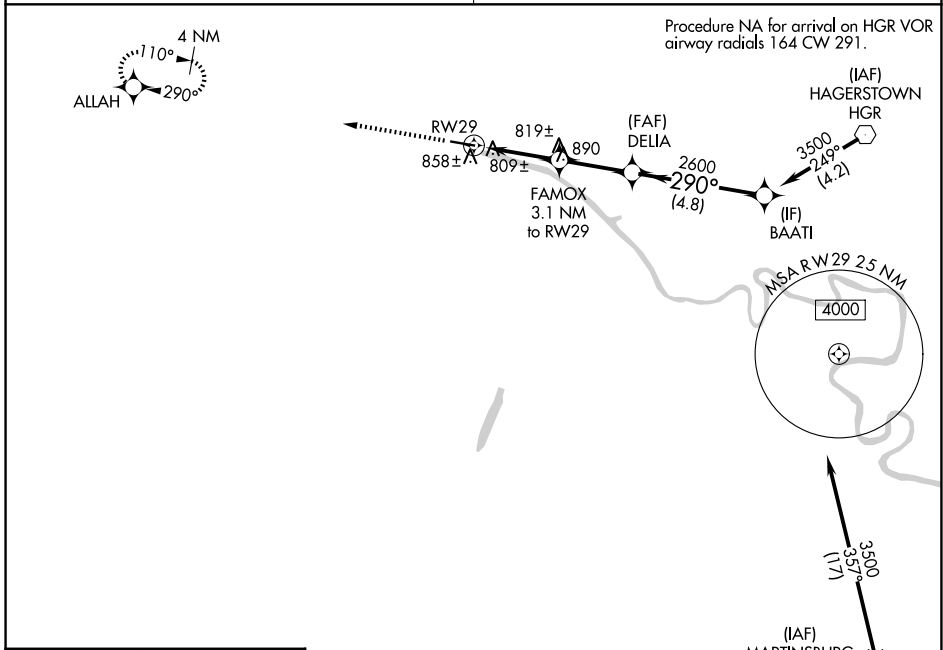 Procedure NA for arrival on HGR VOR
airway radials 164 CW 291.
4 NM
110°
290°
ALLAH
(IAF)
HAGERSTOWN
HGR
3500
249°
(4.2)
RW29
858±
809±
819±
890
(FAF)
DELIA
2600
290°
(4.8)
FAMOX
3.1 NM
to RW29
(IF)
BAATI
MSA RW29 25 NM
4000
3500
357°
(17)
(IAF)
MARTINSBURG